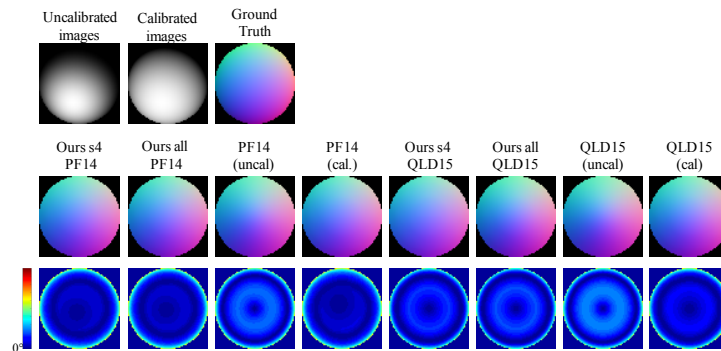 Uncalibrated images
Calibrated images
Ground Truth
Ours s4 PF14
Ours all PF14
PF14 (uncal)
PF14 (cal.)
Ours s4 QLD15
Ours all QLD15
QLD15 (uncal)
QLD15 (cal)
0°